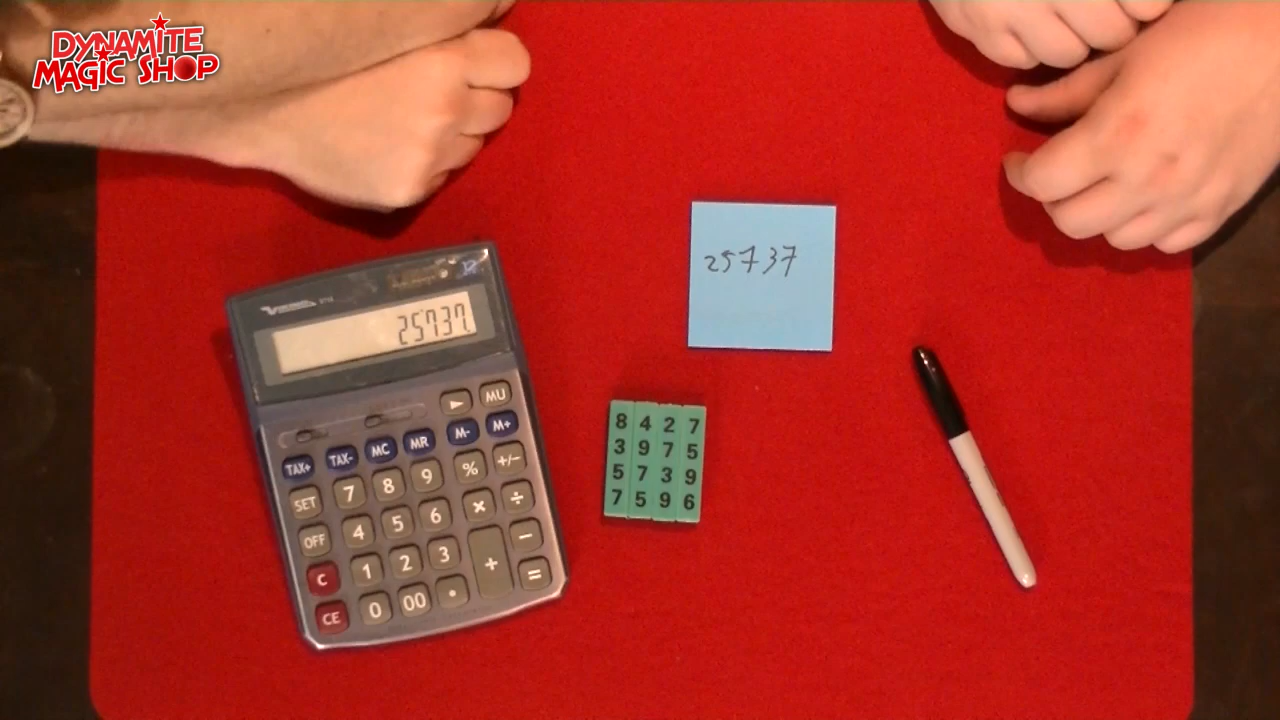 DYNAMITE
MAGIC SHOP
25737
25737.
8 4 2 7
3 9 7 5
5 7 3 9
7 5 9 6
MU
TAX+ TAX- MC MR M- M+
SET 7 8 9 % +/−
OFF 4 5 6 × ÷
C 1 2 3 + −
CE 0 00 • =